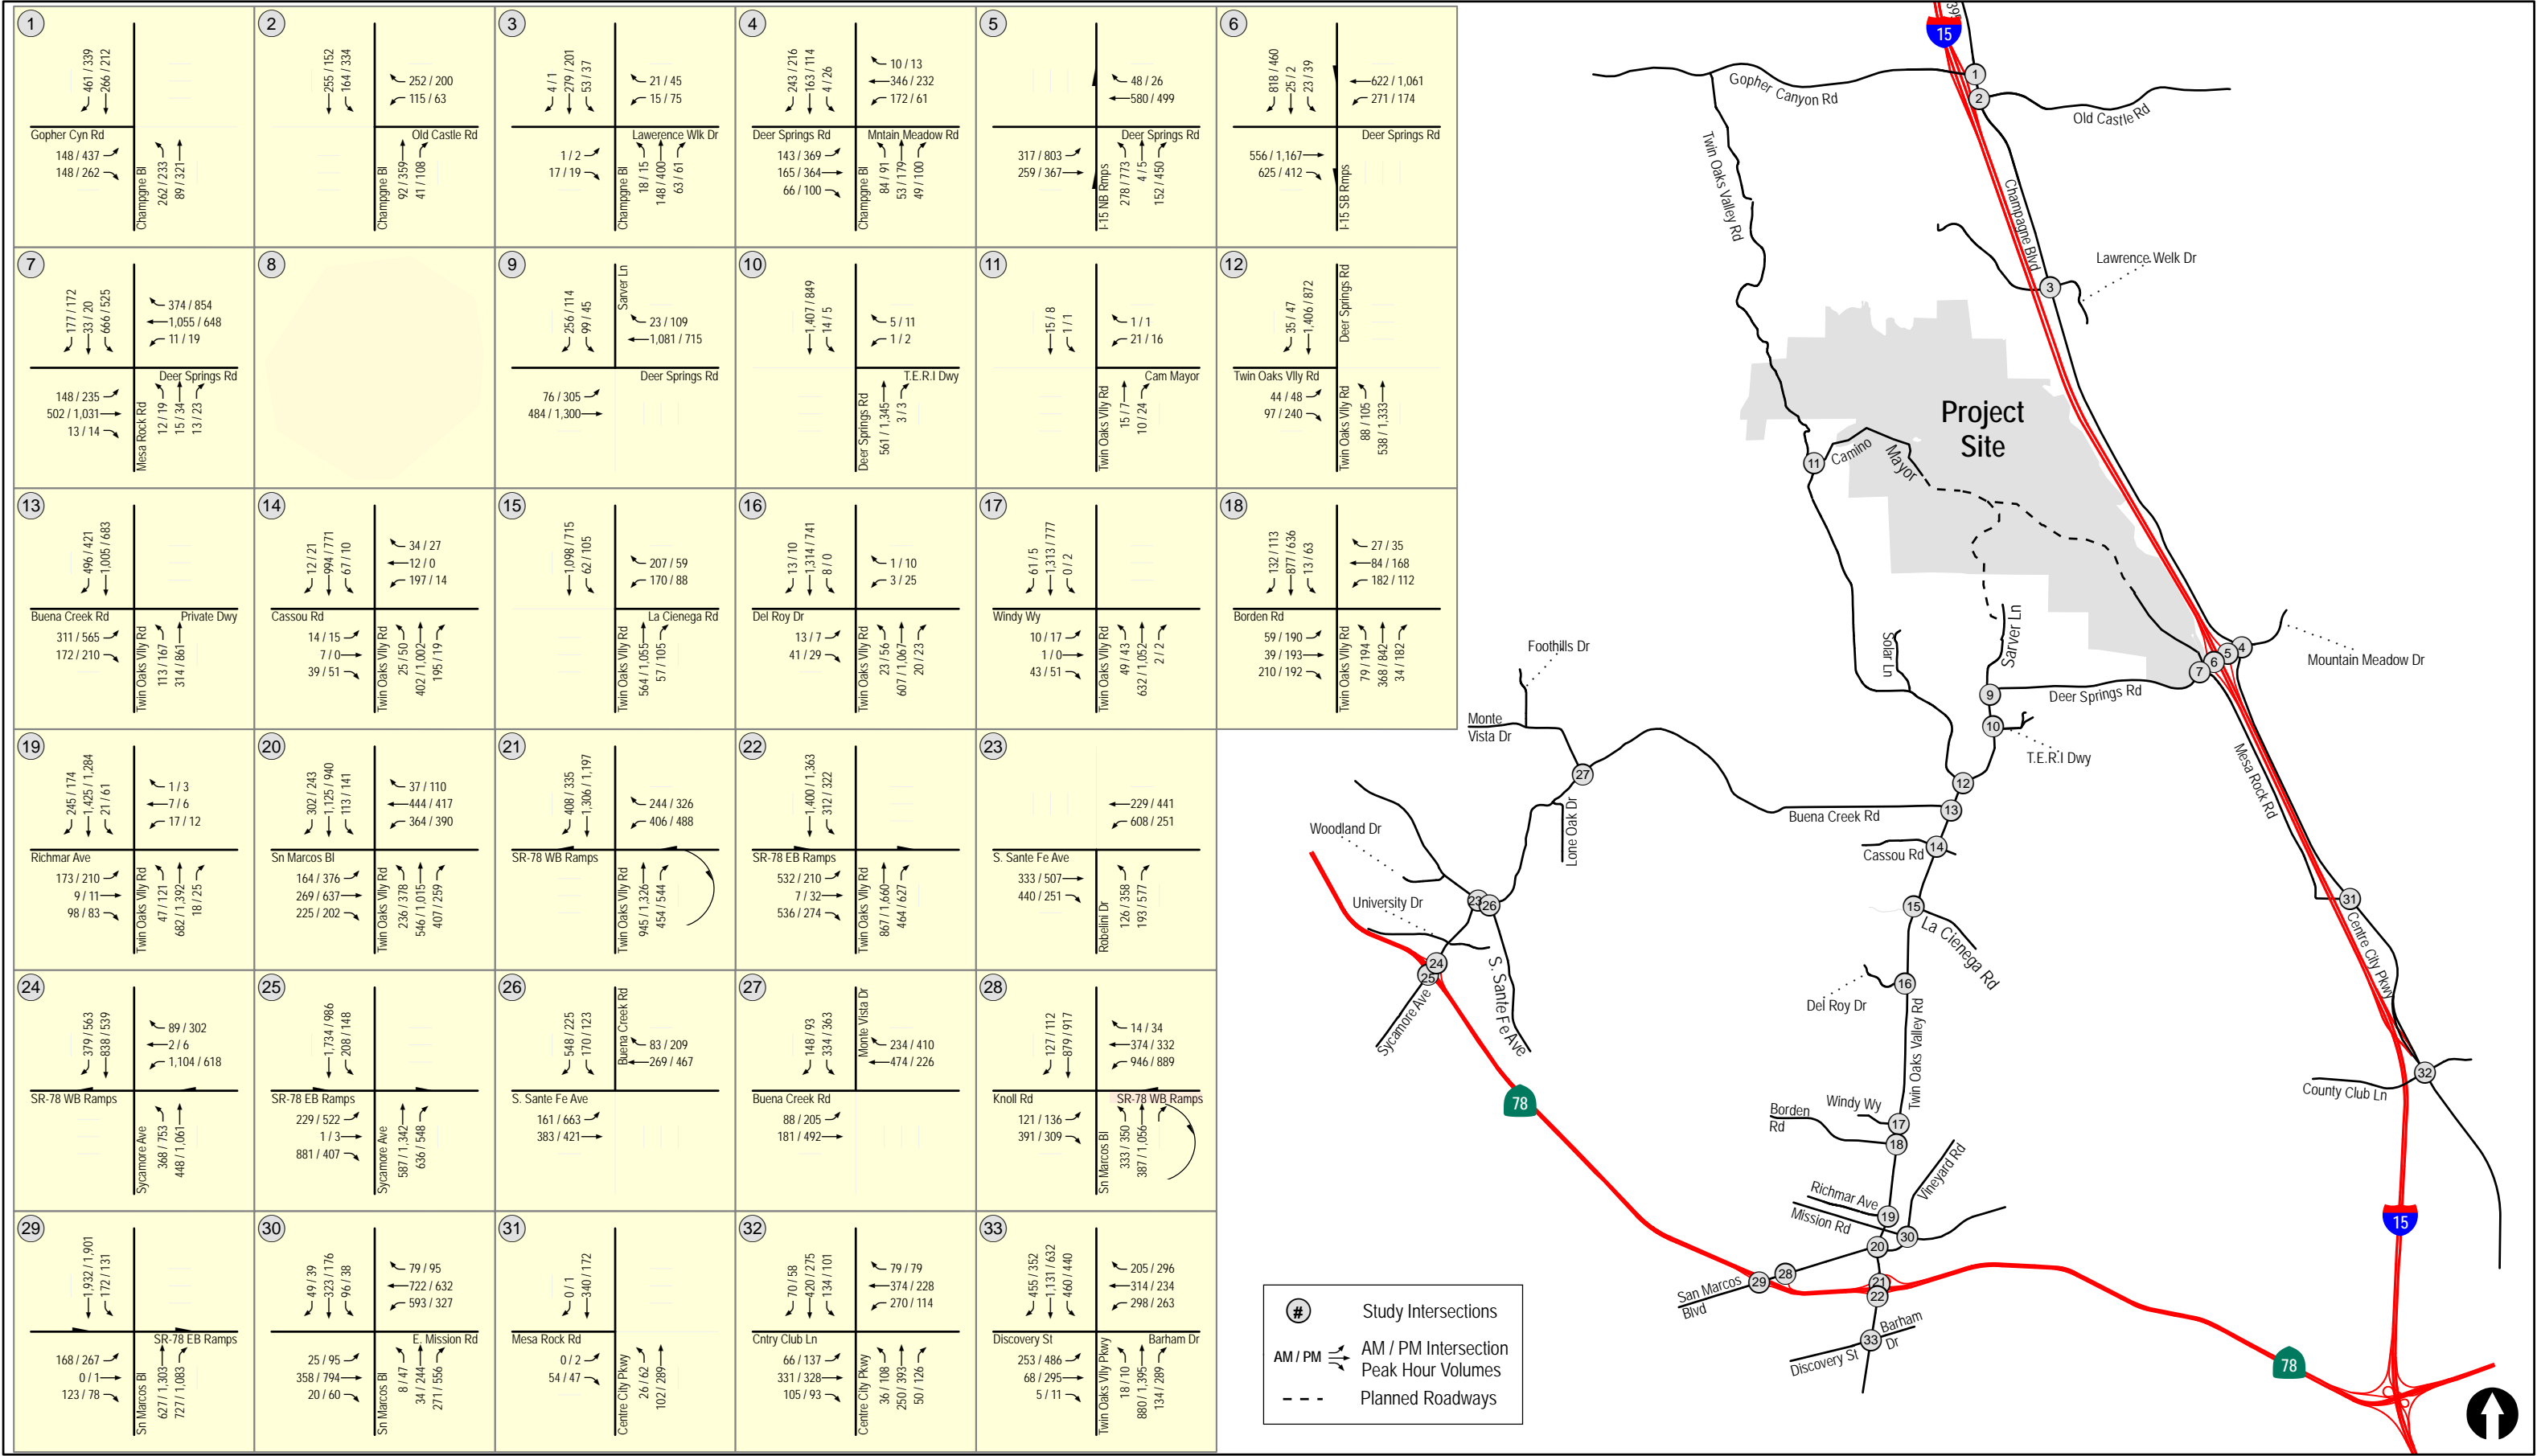 1
461 / 339
266 / 212
Gopher Cyn Rd
148 / 437
148 / 262
Champgne Bl
262 / 233
89 / 321
2
255 / 152
164 / 334
252 / 200
115 / 63
Old Castle Rd
Champgne Bl
92 / 359
41 / 108
3
4 / 1
279 / 201
53 / 37
21 / 45
15 / 75
Lawerence Wlk Dr
1 / 2
17 / 19
Champgne Bl
18 / 15
148 / 400
63 / 61
4
243 / 216
163 / 114
4 / 26
10 / 13
346 / 232
172 / 61
Deer Springs Rd
Mntain Meadow Rd
143 / 369
165 / 364
66 / 100
Champgne Bl
84 / 91
53 / 179
49 / 100
5
48 / 26
580 / 499
Deer Springs Rd
317 / 803
259 / 367
I-15 NB Rmps
278 / 773
4 / 5
152 / 450
6
818 / 460
25 / 2
23 / 39
622 / 1,061
271 / 174
Deer Springs Rd
556 / 1,167
625 / 412
I-15 SB Rmps
7
177 / 172
33 / 20
666 / 525
374 / 854
1,055 / 648
11 / 19
Deer Springs Rd
148 / 235
502 / 1,031
13 / 14
Mesa Rock Rd
12 / 19
15 / 34
13 / 23
8
9
256 / 114
99 / 45
Sarver Ln
23 / 109
1,081 / 715
Deer Springs Rd
76 / 305
484 / 1,300
10
1,407 / 849
14 / 5
5 / 11
1 / 2
T.E.R.I Dwy
Deer Springs Rd
561 / 1,345
3 / 3
11
15 / 8
1 / 1
1 / 1
21 / 16
Cam Mayor
Twin Oaks Vlly Rd
15 / 7
10 / 24
12
35 / 47
1,406 / 872
Deer Springs Rd
Twin Oaks Vlly Rd
44 / 48
97 / 240
Twin Oaks Vlly Rd
88 / 105
538 / 1,333
13
496 / 421
1,005 / 683
Buena Creek Rd
Private Dwy
311 / 565
172 / 210
Twin Oaks Vlly Rd
113 / 167
314 / 861
14
12 / 21
994 / 771
67 / 10
34 / 27
12 / 0
197 / 14
Cassou Rd
14 / 15
7 / 0
39 / 51
Twin Oaks Vlly Rd
25 / 50
402 / 1,002
195 / 19
15
1,098 / 715
62 / 105
207 / 59
170 / 88
La Cienega Rd
Twin Oaks Vlly Rd
564 / 1,055
57 / 105
16
13 / 10
1,314 / 741
8 / 0
1 / 10
3 / 25
Del Roy Dr
13 / 7
41 / 29
Twin Oaks Vlly Rd
23 / 56
607 / 1,067
20 / 23
17
61 / 5
1,313 / 777
0 / 2
Windy Wy
10 / 17
1 / 0
43 / 51
Twin Oaks Vlly Rd
49 / 43
632 / 1,052
2 / 2
18
132 / 113
877 / 636
13 / 63
27 / 35
84 / 168
182 / 112
Borden Rd
59 / 190
39 / 193
210 / 192
Twin Oaks Vlly Rd
79 / 194
368 / 842
34 / 182
19
245 / 174
1,425 / 1,284
21 / 61
1 / 3
7 / 6
17 / 12
Richmar Ave
173 / 210
9 / 11
98 / 83
Twin Oaks Vlly Rd
47 / 121
682 / 1,392
18 / 25
20
302 / 243
1,125 / 940
113 / 141
37 / 110
444 / 417
364 / 390
Sn Marcos Bl
164 / 376
269 / 637
225 / 202
Twin Oaks Vlly Rd
236 / 378
546 / 1,015
407 / 259
21
408 / 335
1,306 / 1,197
244 / 326
406 / 488
SR-78 WB Ramps
Twin Oaks Vlly Rd
945 / 1,326
454 / 544
22
1,400 / 1,363
312 / 322
SR-78 EB Ramps
532 / 210
7 / 32
536 / 274
Twin Oaks Vlly Rd
867 / 1,660
464 / 627
23
229 / 441
608 / 251
S. Sante Fe Ave
333 / 507
440 / 251
Robelini Dr
126 / 358
193 / 577
24
379 / 563
838 / 539
89 / 302
2 / 6
1,104 / 618
SR-78 WB Ramps
Sycamore Ave
368 / 753
448 / 1,061
25
1,734 / 986
208 / 148
SR-78 EB Ramps
229 / 522
1 / 3
881 / 407
Sycamore Ave
587 / 1,342
636 / 548
26
548 / 225
170 / 123
Buena Creek Rd
83 / 209
269 / 467
S. Sante Fe Ave
161 / 663
383 / 421
27
148 / 93
334 / 363
Monte Vista Dr
234 / 410
474 / 226
Buena Creek Rd
88 / 205
181 / 492
28
127 / 112
879 / 917
14 / 34
374 / 332
946 / 889
Knoll Rd
SR-78 WB Ramps
121 / 136
391 / 309
Sn Marcos Bl
333 / 350
387 / 1,056
29
1,932 / 1,901
172 / 131
SR-78 EB Ramps
168 / 267
0 / 1
123 / 78
Sn Marcos Bl
627 / 1,303
727 / 1,083
30
49 / 39
323 / 176
96 / 38
79 / 95
722 / 632
593 / 327
E. Mission Rd
25 / 95
358 / 794
20 / 60
Sn Marcos Bl
8 / 47
34 / 244
271 / 556
31
0 / 1
340 / 172
Mesa Rock Rd
0 / 2
54 / 47
Centre City Pkwy
26 / 62
102 / 289
32
70 / 58
420 / 275
134 / 101
79 / 79
374 / 228
270 / 114
Cntry Club Ln
66 / 137
331 / 328
105 / 93
Centre City Pkwy
36 / 108
250 / 393
50 / 126
33
455 / 352
1,131 / 632
460 / 440
205 / 296
314 / 234
298 / 263
Discovery St
Barham Dr
253 / 486
68 / 295
5 / 11
Twin Oaks Vlly Pkwy
18 / 10
880 / 1,395
134 / 289
15
1
Gopher Canyon Rd
2
Old Castle Rd
Twin Oaks Valley Rd
Champagne Blvd
Lawrence Welk Dr
3
Project
Site
11
Camino
Mayor
Solar Ln
Sarver Ln
4
5
6
7
Mountain Meadow Dr
9
Deer Springs Rd
10
T.E.R.I Dwy
Foothills Dr
Monte
Vista Dr
27
12
13
Buena Creek Rd
Mesa Rock Rd
Lone Oak Dr
Woodland Dr
14
Cassou Rd
23
26
University Dr
15
La Cienega Rd
31
Centre City Pkwy
24
25
S. Sante Fe Ave
Sycamore Ave
16
Del Roy Dr
Twin Oaks Valley Rd
32
County Club Ln
78
Windy Wy
Borden
Rd
17
18
Vineyard Rd
Richmar Ave
Mission Rd
19
30
20
15
San Marcos
Blvd
29
28
21
22
33
Barham
Dr
Discovery St
78
#
Study Intersections
AM / PM
AM / PM Intersection
Peak Hour Volumes
Planned Roadways